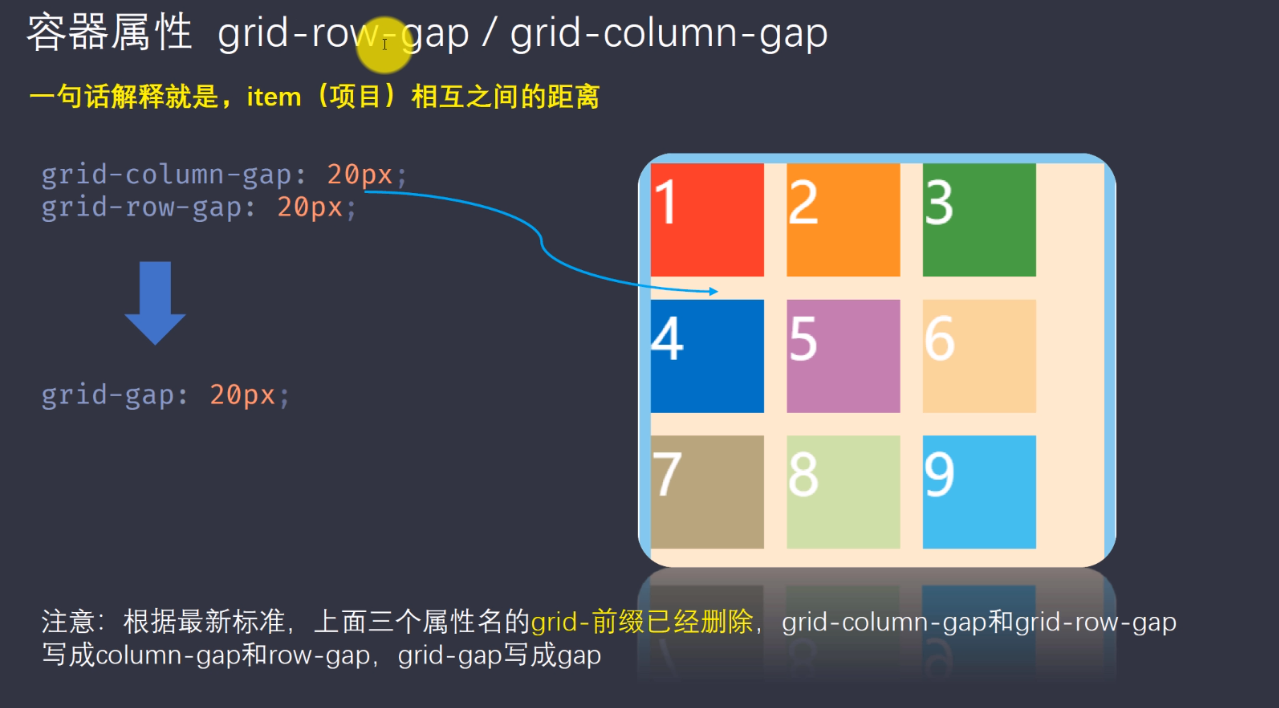 容器属性 grid-row-gap / grid-column-gap
一句话解释就是，item（项目）相互之间的距离
grid-column-gap: 20px;
grid-row-gap: 20px;
grid-gap: 20px;
1 2 3
4 5 6
7 8 9
注意：根据最新标准，上面三个属性名的grid-前缀已经删除，grid-column-gap和grid-row-gap
写成column-gap和row-gap，grid-gap写成gap